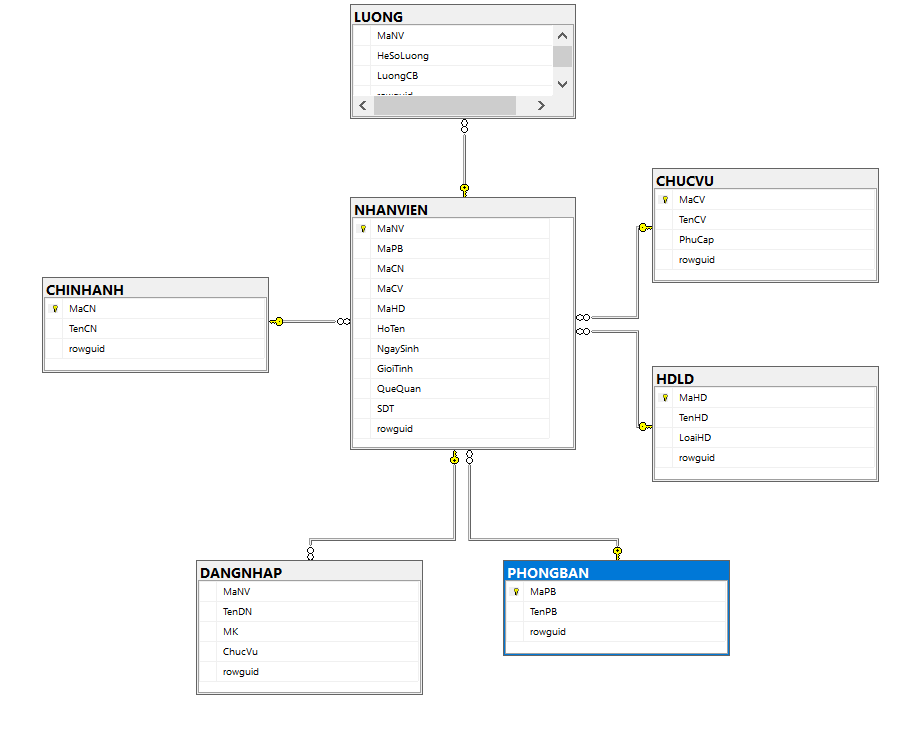 LUONG
MaNV
HeSoLuong
LuongCB
rowguid
NHANVIEN
MaNV
MaPB
MaCN
MaCV
MaHD
HoTen
NgaySinh
GioiTinh
QueQuan
SDT
rowguid
CHUCVU
MaCV
TenCV
PhuCap
rowguid
CHINHANH
MaCN
TenCN
rowguid
HDLD
MaHD
TenHD
LoaiHD
rowguid
DANGNHAP
MaNV
TenDN
MK
ChucVu
rowguid
PHONGBAN
MaPB
TenPB
rowguid